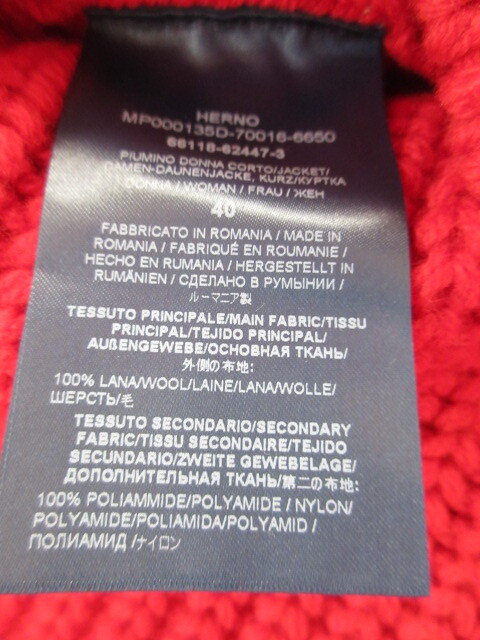 HERNO
MP000135D-70016-6650
66118-62447-3
PIUMINO DONNA CORTO/JACKET/
DAMEN-DAUNENJACKE, KURZ/КУРТКА
DONNA / WOMAN / FRAU / ЖЕН
40
FABBRICATO IN ROMANIA / MADE IN
ROMANIA / FABRIQUÉ EN ROUMANIE /
HECHO EN RUMANIA / HERGESTELLT IN
RUMÄNIEN / СДЕЛАНО В РУМЫНИИ /
ルーマニア製
TESSUTO PRINCIPALE/MAIN FABRIC/TISSU
PRINCIPAL/TEJIDO PRINCIPAL/
AUßENGEWEBE/ОСНОВНАЯ ТКАНЬ/
外側の布地:
100% LANA/WOOL/LAINE/LANA/WOLLE/
ШЕРСТЬ/毛
TESSUTO SECONDARIO/SECONDARY
FABRIC/TISSU SECONDAIRE/TEJIDO
SECUNDARIO/ZWEITE GEWEBELAGE/
ДОПОЛНИТЕЛЬНАЯ ТКАНЬ/第二の布地:
100% POLIAMMIDE/POLYAMIDE / NYLON/
POLYAMIDE/POLIAMIDA/POLYAMID /
ПОЛИАМИД /ナイロン